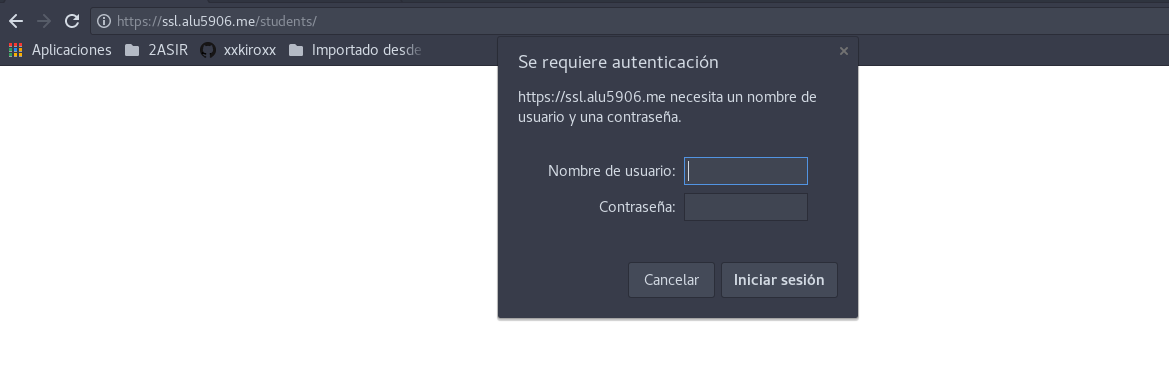 https://ssl.alu5906.me/students/
Aplicaciones 2ASIR xxkiroxx Importado desde
Se requiere autenticación
https://ssl.alu5906.me necesita un nombre de
usuario y una contraseña.
Nombre de usuario:
Contraseña:
Cancelar Iniciar sesión